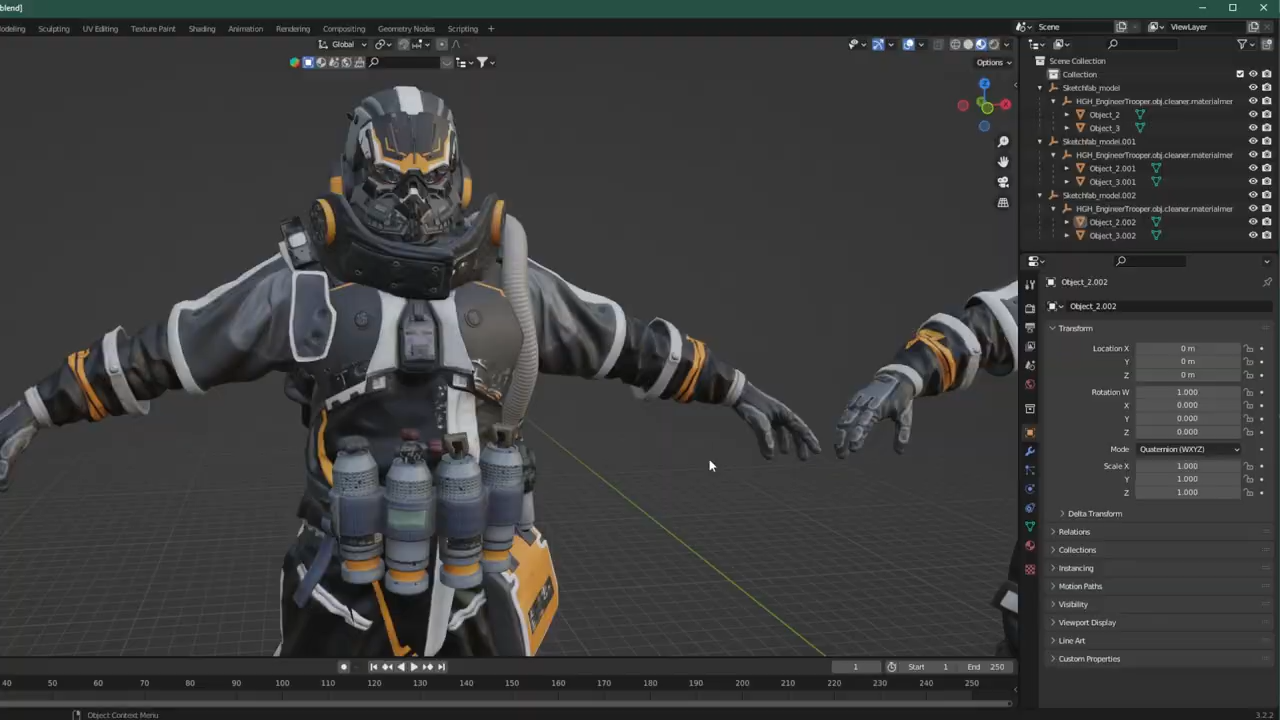 blend]
odeling Sculpting UV Editing Texture Paint Shading Animation Rendering Compositing Geometry Nodes Scripting +
Scene ViewLayer
Global
Options
Scene Collection
Collection
Sketchfab_model
HGH_EngineerTrooper.obj.cleaner.materialmer
Object_2
Object_3
Sketchfab_model.001
HGH_EngineerTrooper.obj.cleaner.materialmer
Object_2.001
Object_3.001
Sketchfab_model.002
HGH_EngineerTrooper.obj.cleaner.materialmer
Object_2.002
Object_3.002
Object_2.002
Object_2.002
Transform
Location X 0 m
Y 0 m
Z 0 m
Rotation W 1.000
X 0.000
Y 0.000
Z 0.000
Mode Quaternion (WXYZ)
Scale X 1.000
Y 1.000
Z 1.000
Delta Transform
Relations
Collections
Instancing
Motion Paths
Visibility
Viewport Display
Line Art
Custom Properties
Z
X
1 Start 1 End 250
40 50 60 70 80 90 100 110 120 130 140 150 160 170 180 190 200 210 220 230 240 250
Object Context Menu
3.2.2